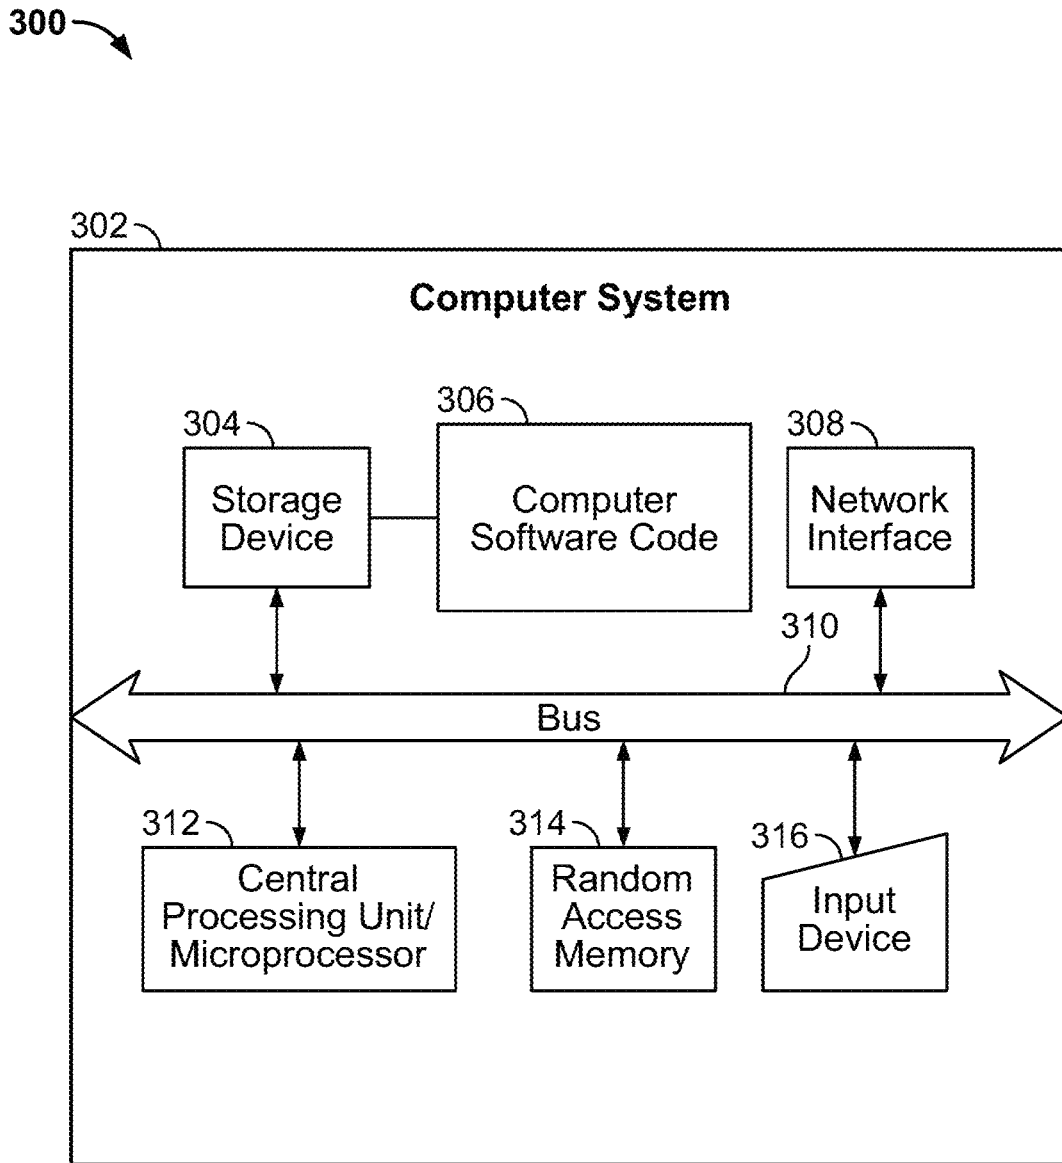 300
302
Computer System
304
306
308
Storage
Device
Computer
Software Code
Network
Interface
310
Bus
312
314
316
Central
Processing Unit/
Microprocessor
Random
Access
Memory
Input
Device